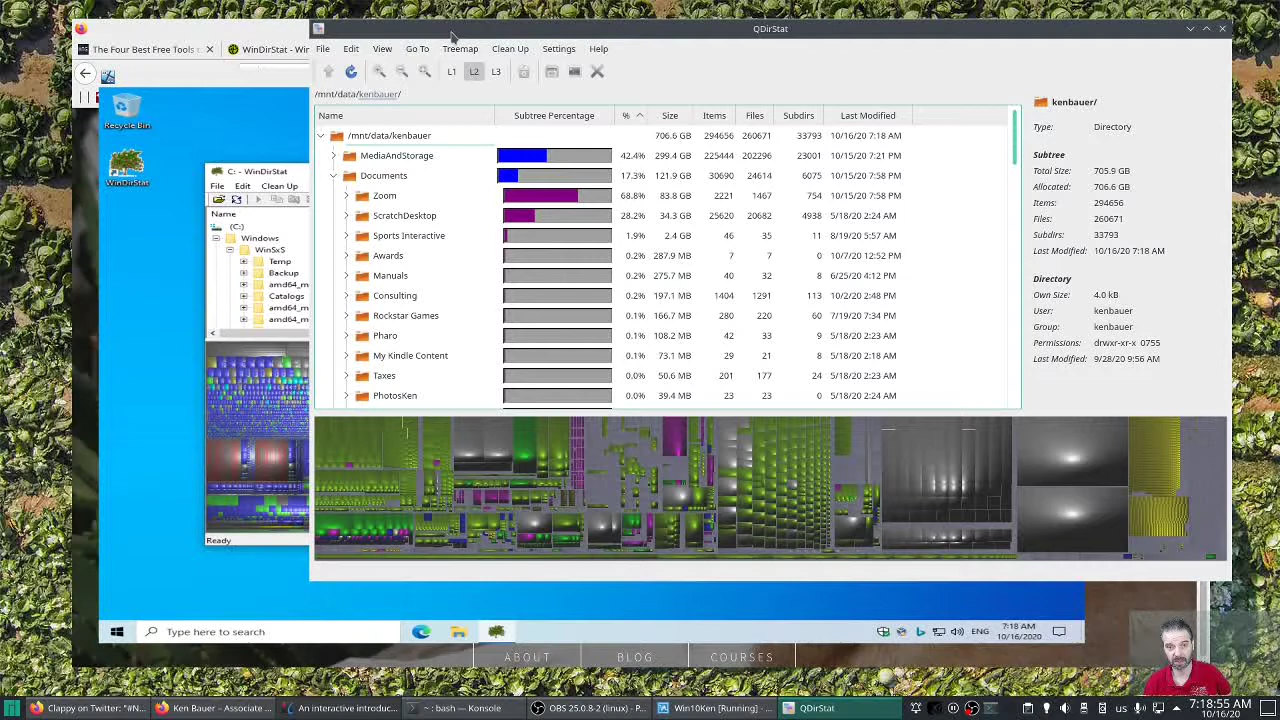 QDirStat
The Four Best Free Tools t
WinDirStat - Win
File Edit View Go To Treemap Clean Up Settings Help
L1 L2 L3
/mnt/data/kenbauer/
Name Subtree Percentage % Size Items Files Subdirs Last Modified
/mnt/data/kenbauer 706.6 GB 294656 200671 33793 10/16/20 7:18 AM
MediaAndStorage 42.4% 299.4 GB 225444 202296 23001 10/15/20 7:21 PM
Documents 17.3% 121.9 GB 30690 24614 6075 10/15/20 7:58 PM
Zoom 68.8% 83.8 GB 2221 1467 754 10/15/20 7:58 PM
ScratchDesktop 28.2% 34.3 GB 25620 20682 4938 5/18/20 2:24 AM
Sports Interactive 1.9% 2.4 GB 46 35 11 8/19/20 5:57 AM
Awards 0.2% 287.9 MB 7 7 0 10/7/20 12:52 PM
Manuals 0.2% 275.7 MB 40 32 8 6/25/20 4:12 PM
Consulting 0.2% 197.1 MB 1404 1291 113 10/2/20 2:48 PM
Rockstar Games 0.1% 166.7 MB 280 220 60 7/19/20 7:34 PM
Pharo 0.1% 108.2 MB 42 33 9 5/18/20 2:23 AM
My Kindle Content 0.1% 73.1 MB 29 21 8 5/18/20 2:18 AM
Taxes 0.0% 50.6 MB 201 177 24 5/18/20 2:23 AM
PhotosKen 0.0% 39.4 MB 23 0 5/18/20 2:24 AM
kenbauer/
Type: Directory
Subtree
Total Size: 705.9 GB
Allocated: 706.6 GB
Items: 294656
Files: 260671
Subdirs: 33793
Last Modified: 10/16/20 7:18 AM
Directory
Own Size: 4.0 kB
User: kenbauer
Group: kenbauer
Permissions: drwxr-xr-x 0755
Last Modified: 9/28/20 9:56 AM
Recycle Bin
WinDirStat
C: - WinDirStat
File Edit Clean Up
Name
(C:)
Windows
WinSxS
Temp
Backup
amd64_m
Catalogs
amd64_m
amd64_m
Ready
Type here to search
ENG
7:18 AM
10/16/2020
ABOUT BLOG COURSES
Clappy on Twitter: "#N...
Ken Bauer – Associate ...
An interactive introduc...
~ : bash — Konsole
OBS 25.0.8-2 (linux) - P...
Win10Ken [Running] - ...
QDirStat
7:18:55 AM
10/16/20